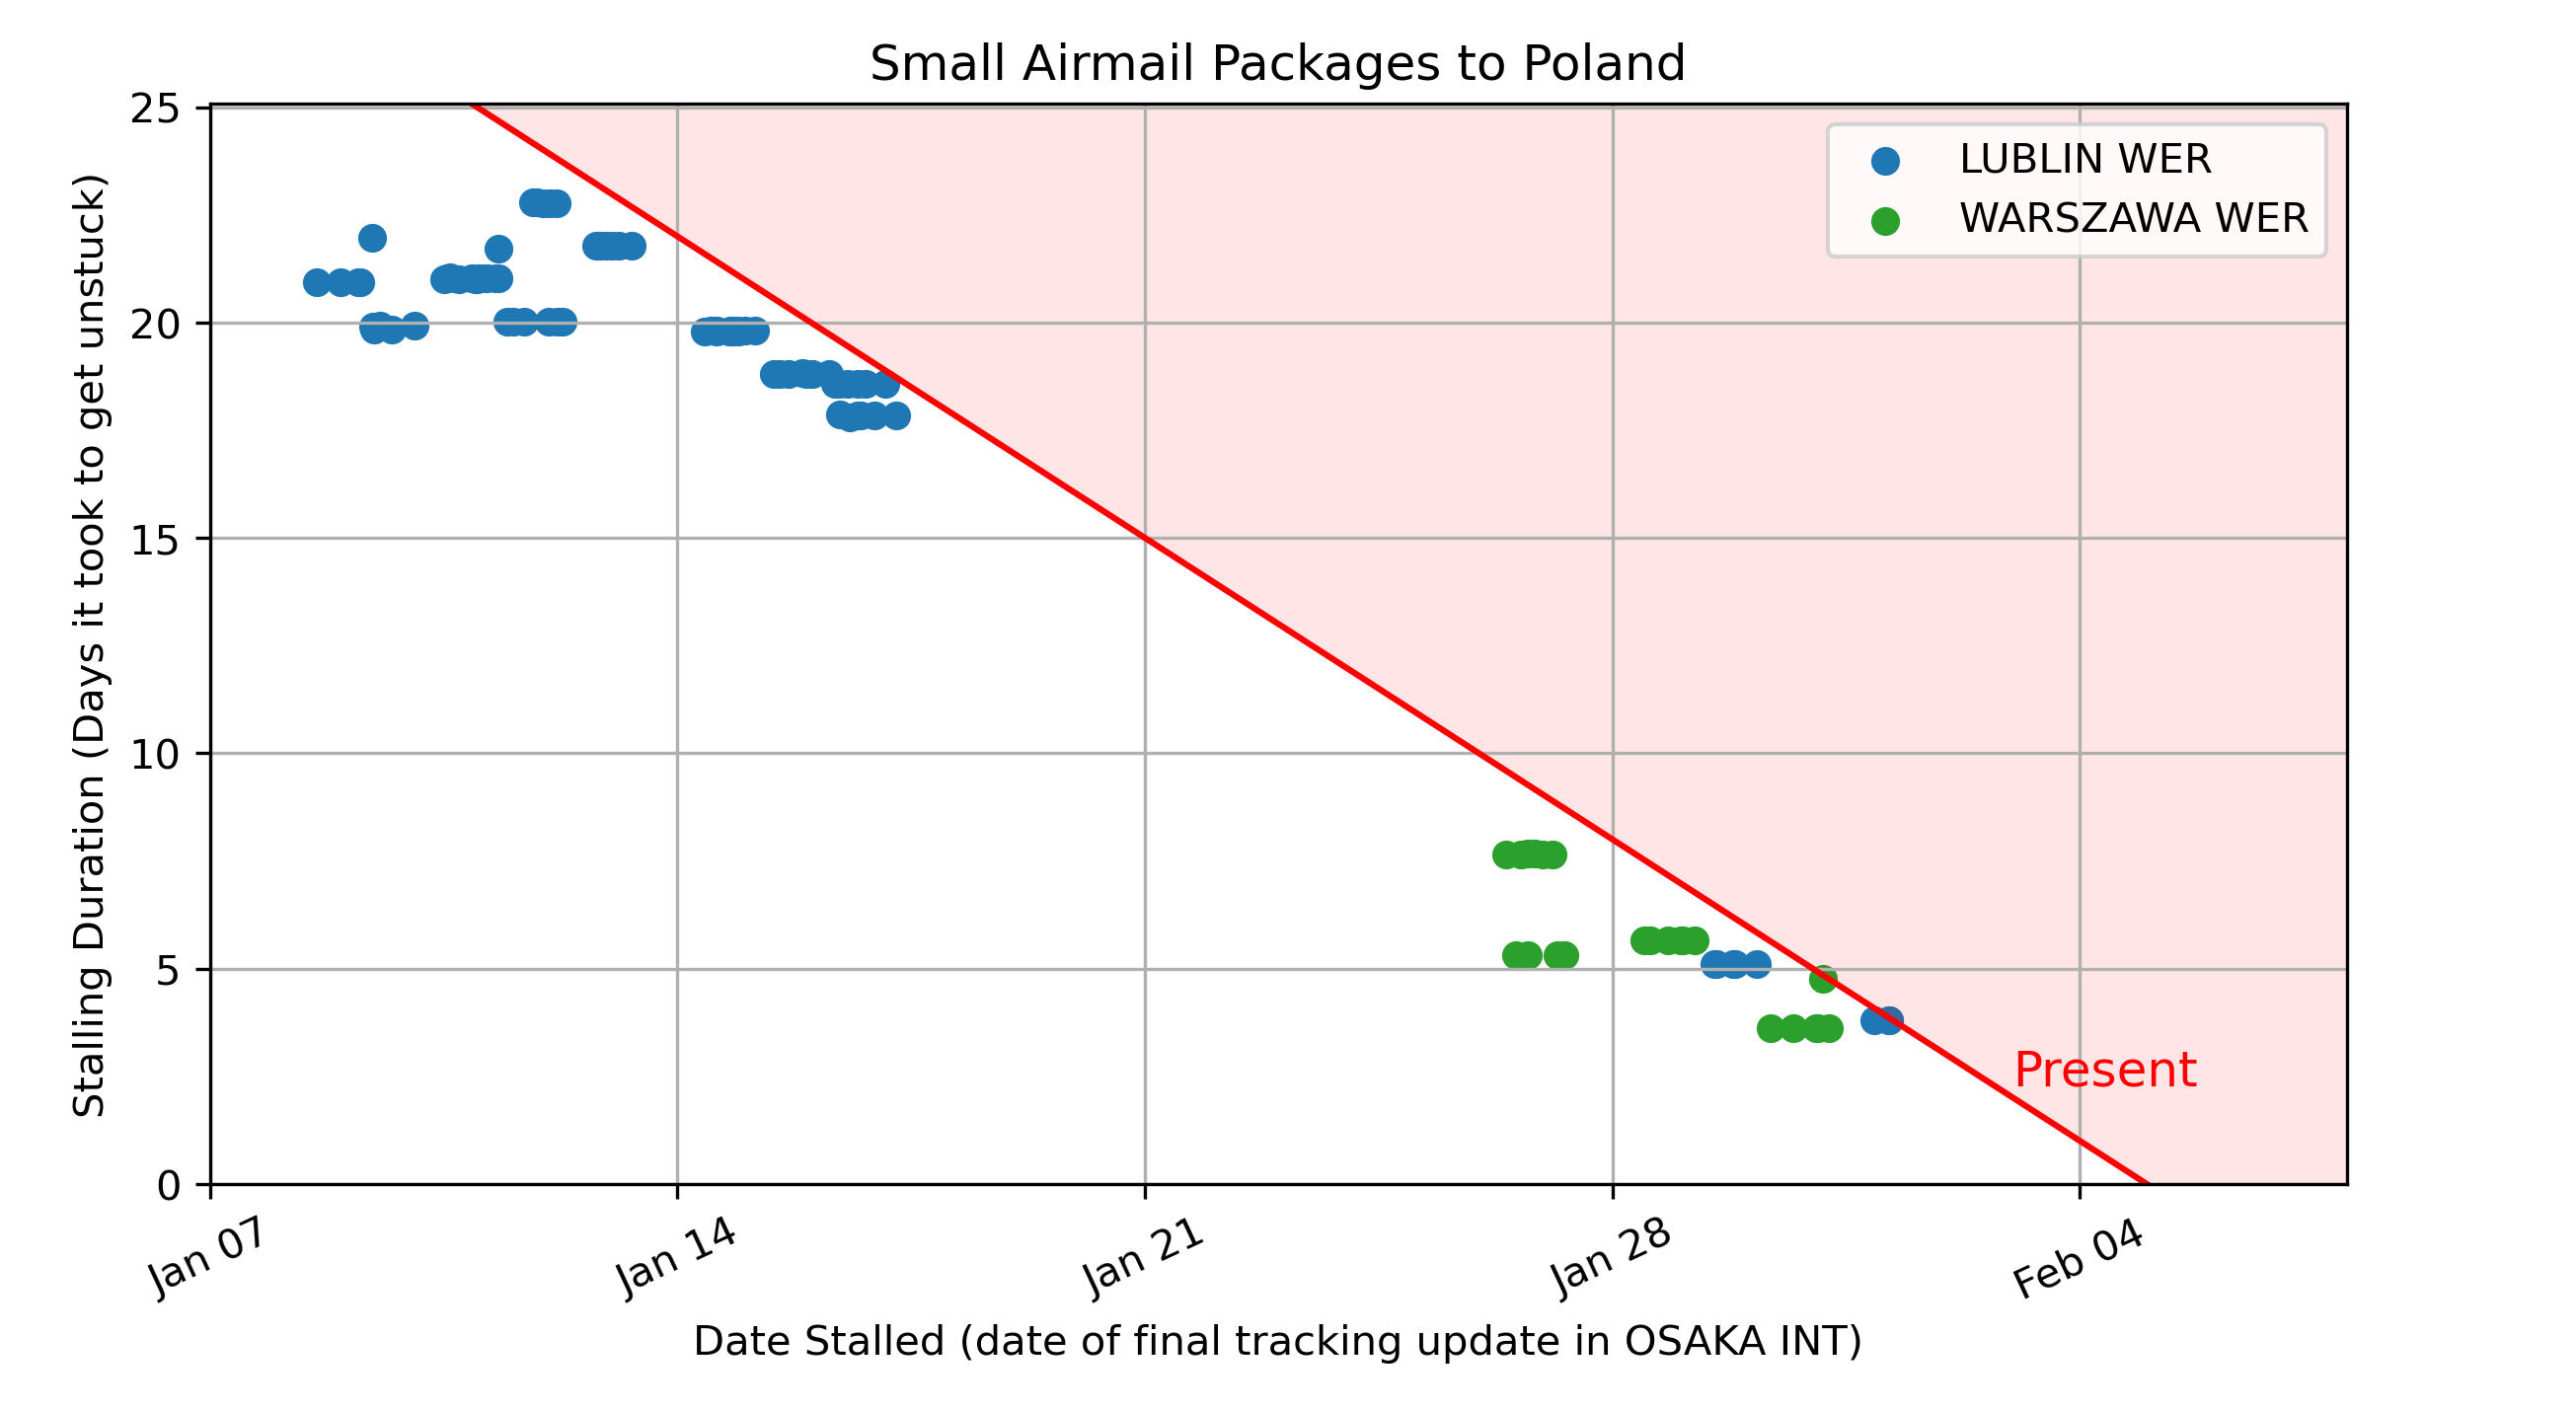 Small Airmail Packages to Poland
Stalling Duration (Days it took to get unstuck)
25
20
15
10
5
0
LUBLIN WER
WARSZAWA WER
Present
Jan 07
Jan 14
Jan 21
Jan 28
Feb 04
Date Stalled (date of final tracking update in OSAKA INT)